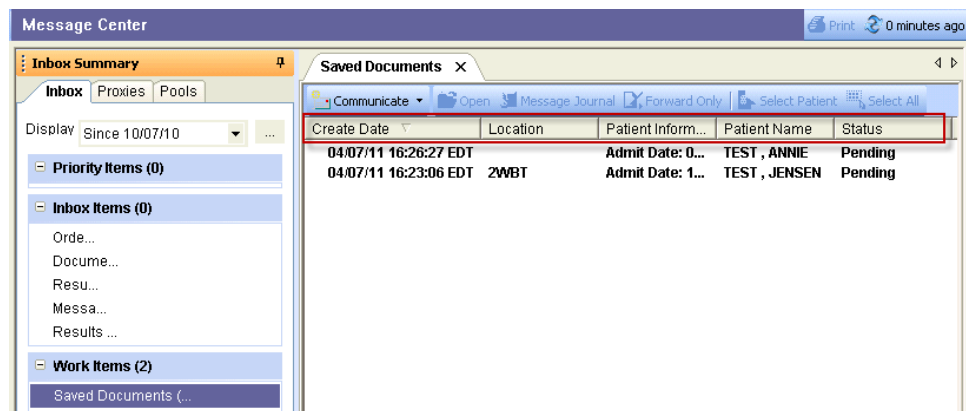 Message Center
Print 0 minutes ago
Inbox Summary
Inbox Proxies Pools
Display Since 10/07/10 ...
Priority Items (0)
Inbox Items (0)
Orde...
Docume...
Resu...
Messa...
Results ...
Work Items (2)
Saved Documents (...
Saved Documents X
Communicate Open Message Journal Forward Only Select Patient Select All
Create Date Location Patient Inform... Patient Name Status
04/07/11 16:26:27 EDT Admit Date: 0... TEST , ANNIE Pending
04/07/11 16:23:06 EDT 2WBT Admit Date: 1... TEST , JENSEN Pending